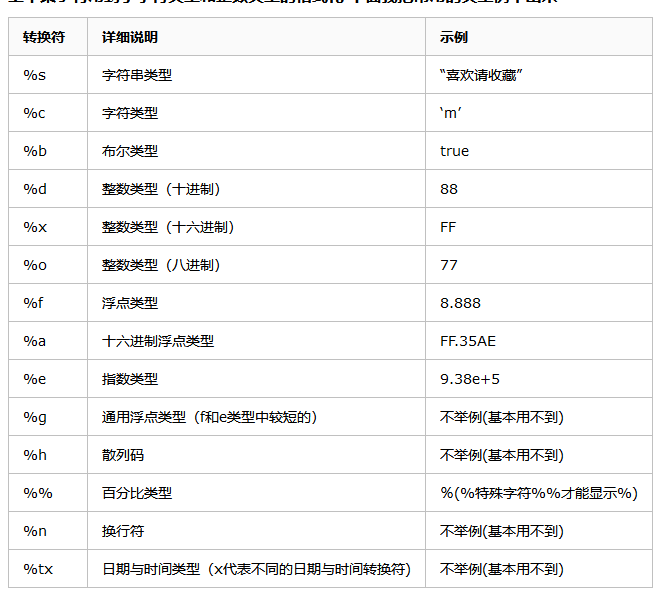 转换符 详细说明 示例
%s 字符串类型 “喜欢请收藏”
%c 字符类型 ‘m’
%b 布尔类型 true
%d 整数类型（十进制） 88
%x 整数类型（十六进制） FF
%o 整数类型（八进制） 77
%f 浮点类型 8.888
%a 十六进制浮点类型 FF.35AE
%e 指数类型 9.38e+5
%g 通用浮点类型（f和e类型中较短的） 不举例(基本用不到)
%h 散列码 不举例(基本用不到)
%% 百分比类型 %(%特殊字符%%才能显示%)
%n 换行符 不举例(基本用不到)
%tx 日期与时间类型（x代表不同的日期与时间转换符) 不举例(基本用不到)